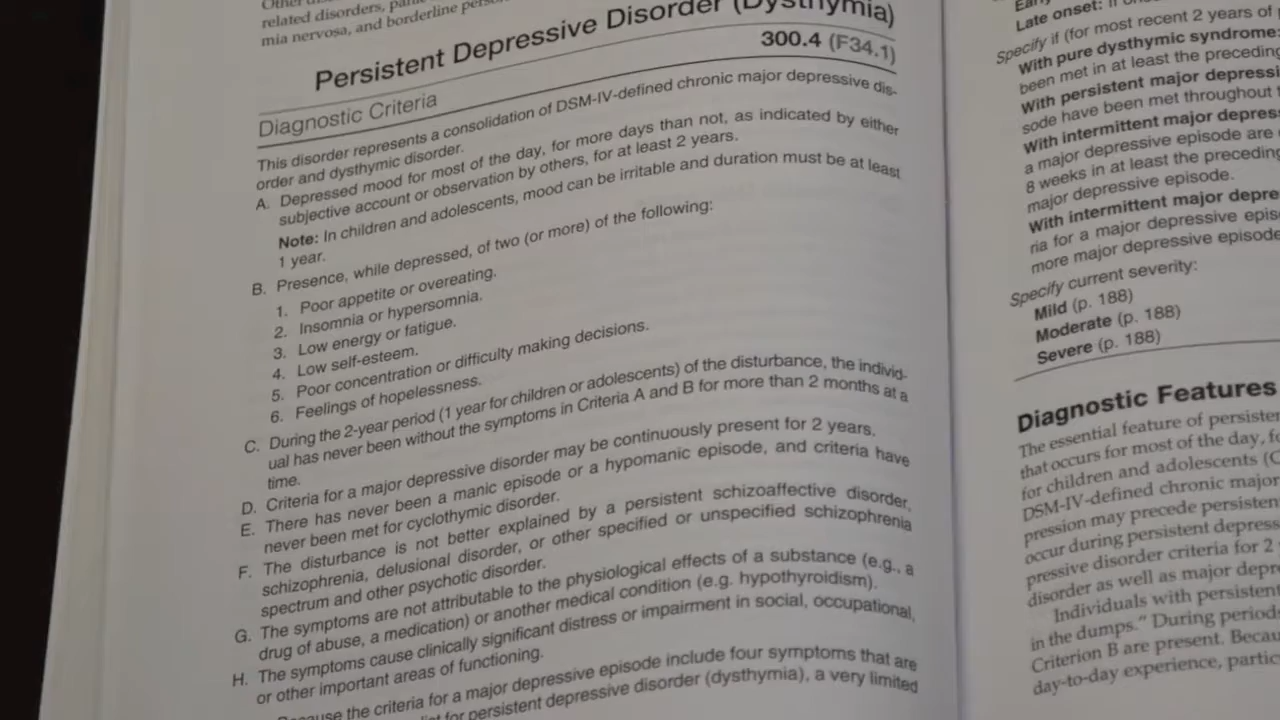 related disorders,
mia nervosa, and borderline
Persistent Depressive Disorder (Dysthymia)
300.4 (F34.1)
Diagnostic Criteria
This disorder represents a consolidation of DSM-IV-defined chronic major depressive dis-
order and dysthymic disorder.
A. Depressed mood for most of the day, for more days than not, as indicated by either
subjective account or observation by others, for at least 2 years.
Note: In children and adolescents, mood can be irritable and duration must be at least
1 year.
B. Presence, while depressed, of two (or more) of the following:
1. Poor appetite or overeating.
2. Insomnia or hypersomnia.
3. Low energy or fatigue.
4. Low self-esteem.
5. Poor concentration or difficulty making decisions.
6. Feelings of hopelessness.
C. During the 2-year period (1 year for children or adolescents) of the disturbance, the individ-
ual has never been without the symptoms in Criteria A and B for more than 2 months at a
time.
D. Criteria for a major depressive disorder may be continuously present for 2 years.
E. There has never been a manic episode or a hypomanic episode, and criteria have
never been met for cyclothymic disorder.
F. The disturbance is not better explained by a persistent schizoaffective disorder,
schizophrenia, delusional disorder, or other specified or unspecified schizophrenia
spectrum and other psychotic disorder.
G. The symptoms are not attributable to the physiological effects of a substance (e.g., a
drug of abuse, a medication) or another medical condition (e.g. hypothyroidism).
H. The symptoms cause clinically significant distress or impairment in social, occupational,
or other important areas of functioning.
the criteria for a major depressive episode include four symptoms that are
for persistent depressive disorder (dysthymia), a very limited
Late onset:
Specify if (for most recent 2 years of
With pure dysthymic syndrome:
been met in at least the preceding
With persistent major depressi
sode have been met throughout
With intermittent major depres
a major depressive episode are
8 weeks in at least the preceding
major depressive episode.
With intermittent major depre
ria for a major depressive epis
more major depressive episode
Specify current severity:
Mild (p. 188)
Moderate (p. 188)
Severe (p. 188)
Diagnostic Features
The essential feature of persister
that occurs for most of the day, fo
for children and adolescents (C
DSM-IV-defined chronic major
pression may precede persisten
occur during persistent depress
pressive disorder criteria for 2
disorder as well as major depre
Individuals with persistent
in the dumps." During period
Criterion B are present. Becau
day-to-day experience, partic